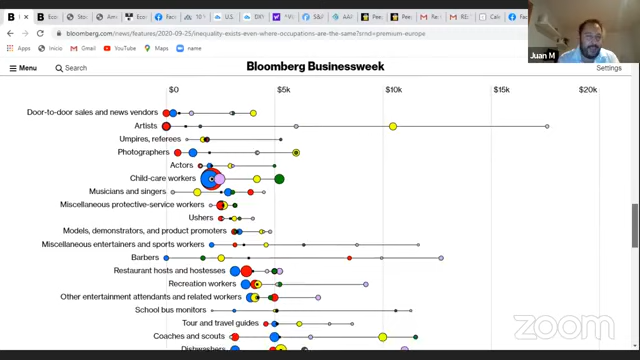 bloomberg.com/news/features/2020-09-25/inequality-exists-even-where-occupations-are-the-same?srnd=premium-europe
Apps
Juan M
Menu
Search
Bloomberg Businessweek
Settings
$0
$5k
$10k
$15k
$20k
Door-to-door sales and news vendors
Artists
Umpires, referees
Photographers
Actors
Child-care workers
Musicians and singers
Miscellaneous protective-service workers
Ushers
Models, demonstrators, and product promoters
Miscellaneous entertainers and sports workers
Barbers
Restaurant hosts and hostesses
Recreation workers
Other entertainment attendants and related workers
School bus monitors
Tour and travel guides
Coaches and scouts
Dishwashers
zoom